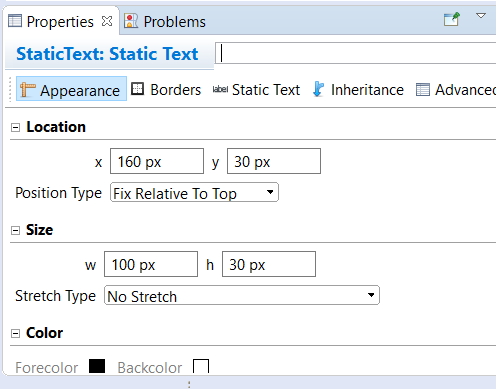 Properties Problems
StaticText: Static Text
Appearance Borders label Static Text Inheritance Advanced
Location
x 160 px y 30 px
Position Type Fix Relative To Top
Size
w 100 px h 30 px
Stretch Type No Stretch
Color
Forecolor Backcolor